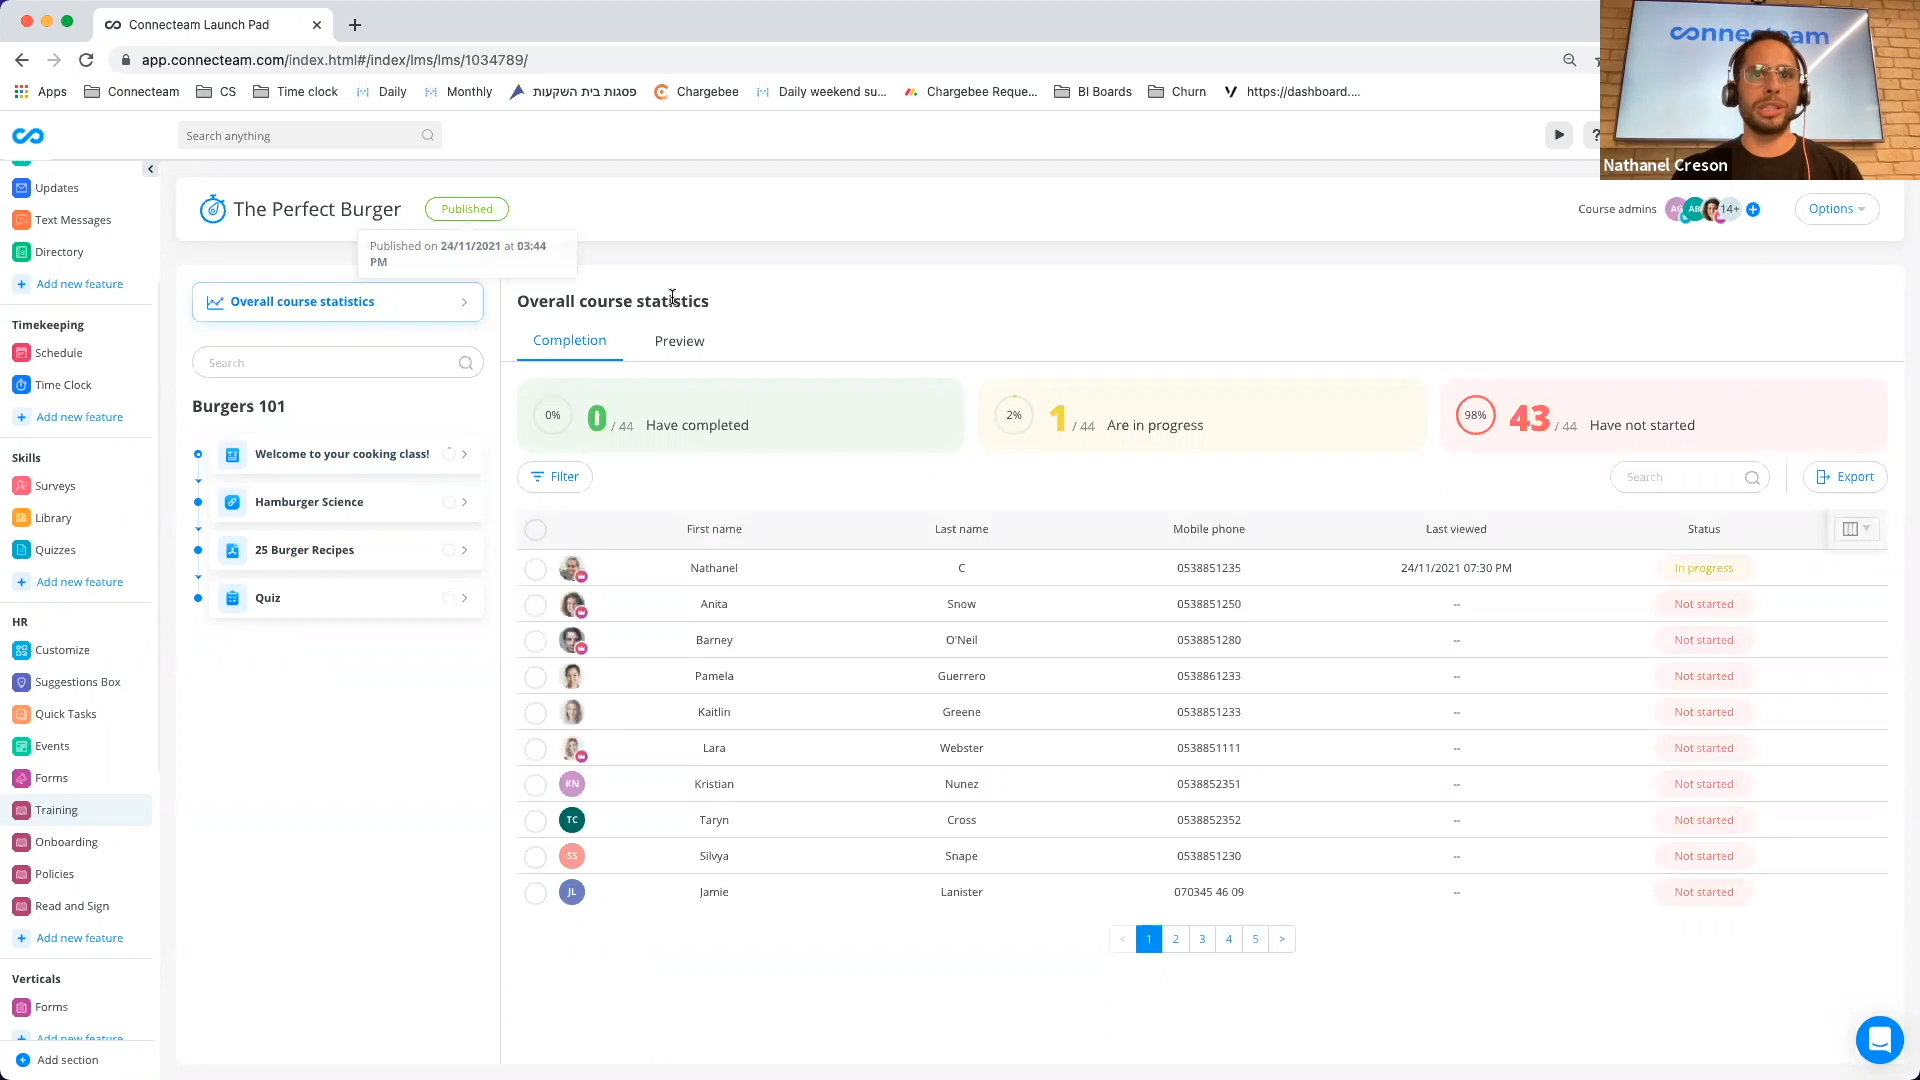 Connecteam Launch Pad
app.connecteam.com/index.html#/index/lms/lms/1034789/
Apps
Connecteam
CS
Time clock
Daily
Monthly
פסגות בית השקעות
Chargebee
Daily weekend su...
Chargebee Reque...
BI Boards
Churn
https://dashboard....
connecteam
Nathanel Creson
Search anything
?
Updates
Text Messages
Directory
+ Add new feature
Timekeeping
Schedule
Time Clock
+ Add new feature
Skills
Surveys
Library
Quizzes
+ Add new feature
HR
Customize
Suggestions Box
Quick Tasks
Events
Forms
Training
Onboarding
Policies
Read and Sign
+ Add new feature
Verticals
Forms
+ Add new feature
Add section
The Perfect Burger
Published
Published on 24/11/2021 at 03:44
PM
Course admins
AG
AB
14+
Options
Overall course statistics
Search
Burgers 101
Welcome to your cooking class!
Hamburger Science
25 Burger Recipes
Quiz
Overall course statistics
Completion
Preview
0%
0 / 44 Have completed
2%
1 / 44 Are in progress
98%
43 / 44 Have not started
Filter
Search
Export
First name Last name Mobile phone Last viewed Status
Nathanel C 0538851235 24/11/2021 07:30 PM In progress
Anita Snow 0538851250 -- Not started
Barney O'Neil 0538851280 -- Not started
Pamela Guerrero 0538861233 -- Not started
Kaitlin Greene 0538851233 -- Not started
Lara Webster 0538851111 -- Not started
KN Kristian Nunez 0538852351 -- Not started
TC Taryn Cross 0538852352 -- Not started
SS Silvya Snape 0538851230 -- Not started
JL Jamie Lanister 070345 46 09 -- Not started
< 1 2 3 4 5 >